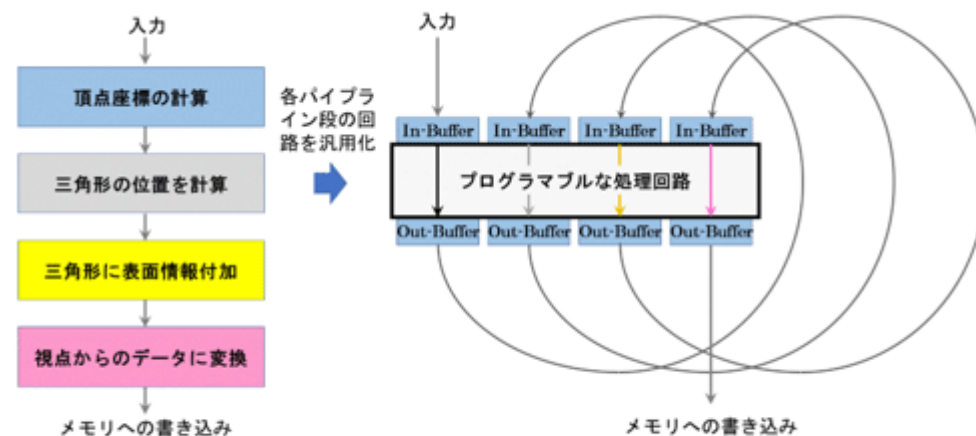 入力
頂点座標の計算
三角形の位置を計算
三角形に表面情報付加
視点からのデータに変換
メモリへの書き込み
各パイプラ
イン段の回
路を汎用化
入力
In-Buffer In-Buffer In-Buffer In-Buffer
プログラマブルな処理回路
Out-Buffer Out-Buffer Out-Buffer Out-Buffer
メモリへの書き込み